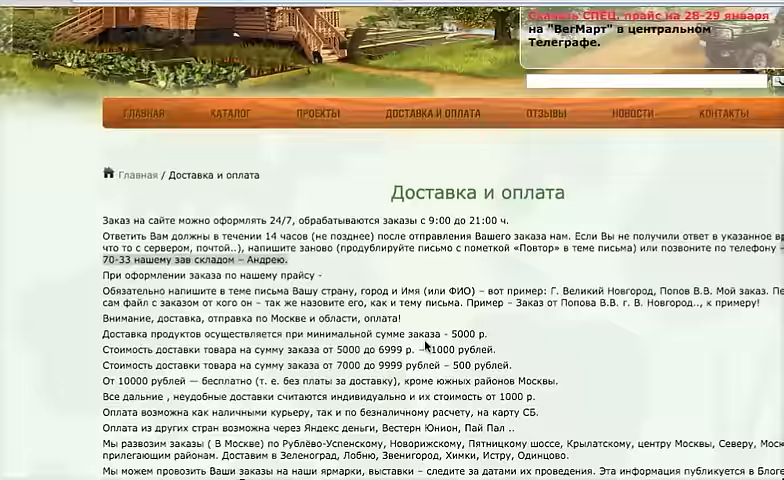 Скачать СПЕЦ. прайс на 28-29 января
на "ВегМарт" в центральном
Телеграфе.
ГЛАВНАЯ КАТАЛОГ ПРОЕКТЫ ДОСТАВКА И ОПЛАТА ОТЗЫВЫ НОВОСТИ КОНТАКТЫ
Главная / Доставка и оплата
Доставка и оплата
Заказ на сайте можно оформлять 24/7, обрабатываются заказы с 9:00 до 21:00 ч.
Ответить Вам должны в течении 14 часов (не позднее) после отправления Вашего заказа нам. Если Вы не получили ответ в указанное
что то с сервером, почтой..), напишите заново (продублируйте письмо с пометкой «Повтор» в теме письма) или позвоните по телефону –
70-33 нашему зав складом – Андрею.
При оформлении заказа по нашему прайсу -
Обязательно напишите в теме письма Вашу страну, город и Имя (или ФИО) – вот пример: Г. Великий Новгород, Попов В.В. Мой заказ.
сам файл с заказом от кого он – так же назовите его, как и тему письма. Пример – Заказ от Попова В.В. г. В. Новгород.., к примеру!
Внимание, доставка, отправка по Москве и области, оплата!
Доставка продуктов осуществляется при минимальной сумме заказа - 5000 р.
Стоимость доставки товара на сумму заказа от 5000 до 6999 р. – 1000 рублей.
Стоимость доставки товара на сумму заказа от 7000 до 9999 рублей – 500 рублей.
От 10000 рублей — бесплатно (т. е. без платы за доставку), кроме южных районов Москвы.
Все дальние , неудобные доставки считаются индивидуально и их стоимость от 1000 р.
Оплата возможна как наличными курьеру, так и по безналичному расчету, на карту СБ.
Оплата из других стран возможна через Яндекс деньги, Вестерн Юнион, Пай Пал ..
Мы развозим заказы ( В Москве) по Рублёво-Успенскому, Новорижскому, Пятницкому шоссе, Крылатскому, центру Москвы, Северу,
прилегающим районам. Доставим в Зеленоград, Лобню, Звенигород, Химки, Истру, Одинцово.
Мы можем провозить Ваши заказы на наши ярмарки, выставки – следите за датами их проведения. Эта информация публикуется в Блоге